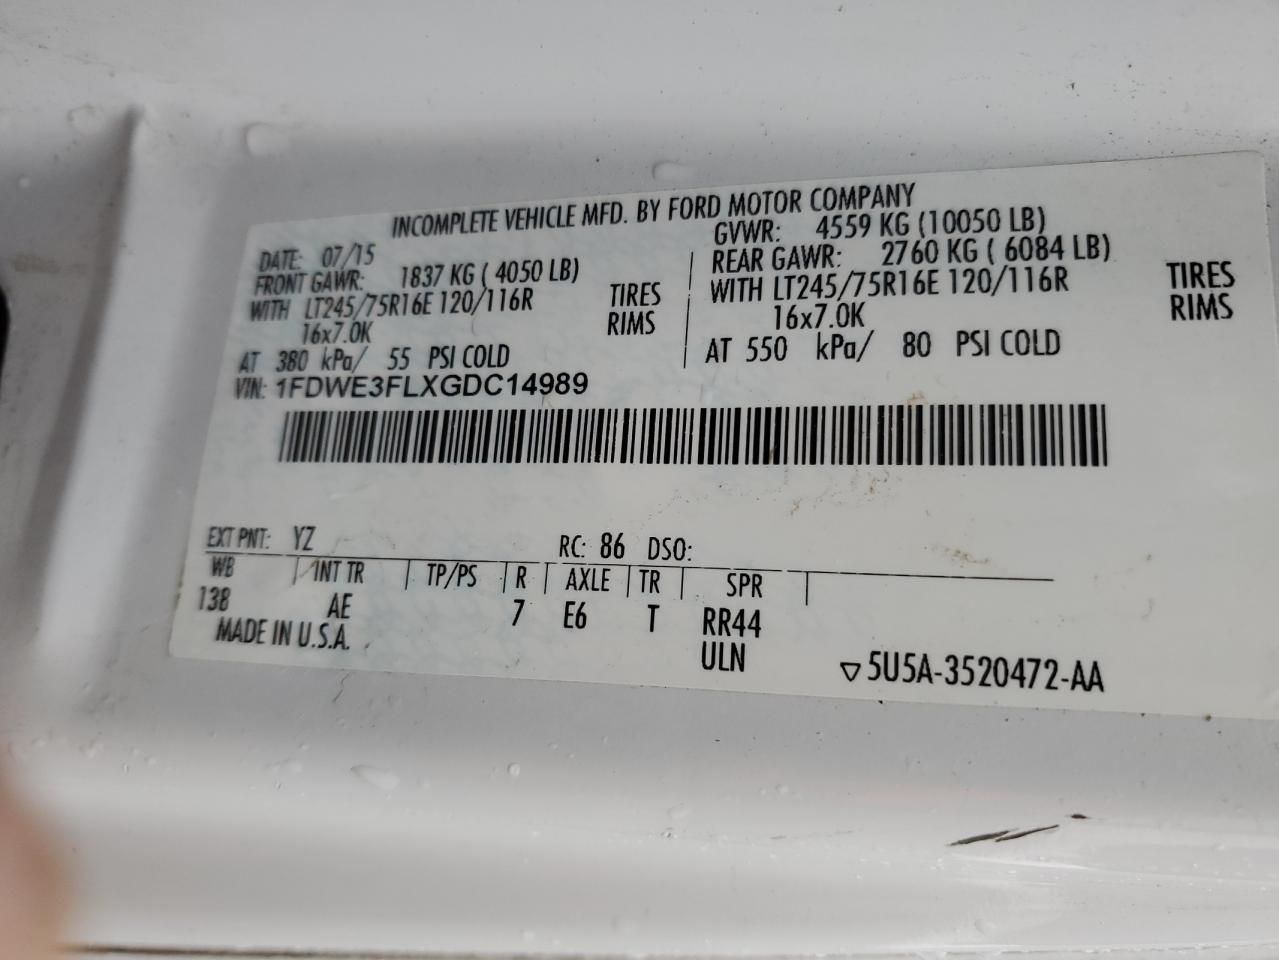 INCOMPLETE VEHICLE MFD. BY FORD MOTOR COMPANY
DATE: 07/15
GVWR: 4559 KG (10050 LB)
FRONT GAWR: 1837 KG ( 4050 LB)
REAR GAWR: 2760 KG ( 6084 LB)
WITH LT245/75R16E 120/116R TIRES
WITH LT245/75R16E 120/116R TIRES
16x7.0K RIMS
16x7.0K RIMS
AT 380 kPa/ 55 PSI COLD
AT 550 kPa/ 80 PSI COLD
VIN: 1FDWE3FLXGDC14989
EXT PNT: YZ RC: 86 DSO:
WB INT TR TP/PS R AXLE TR SPR
138 AE 7 E6 T RR44
MADE IN U.S.A. ULN
▽5U5A-3520472-AA